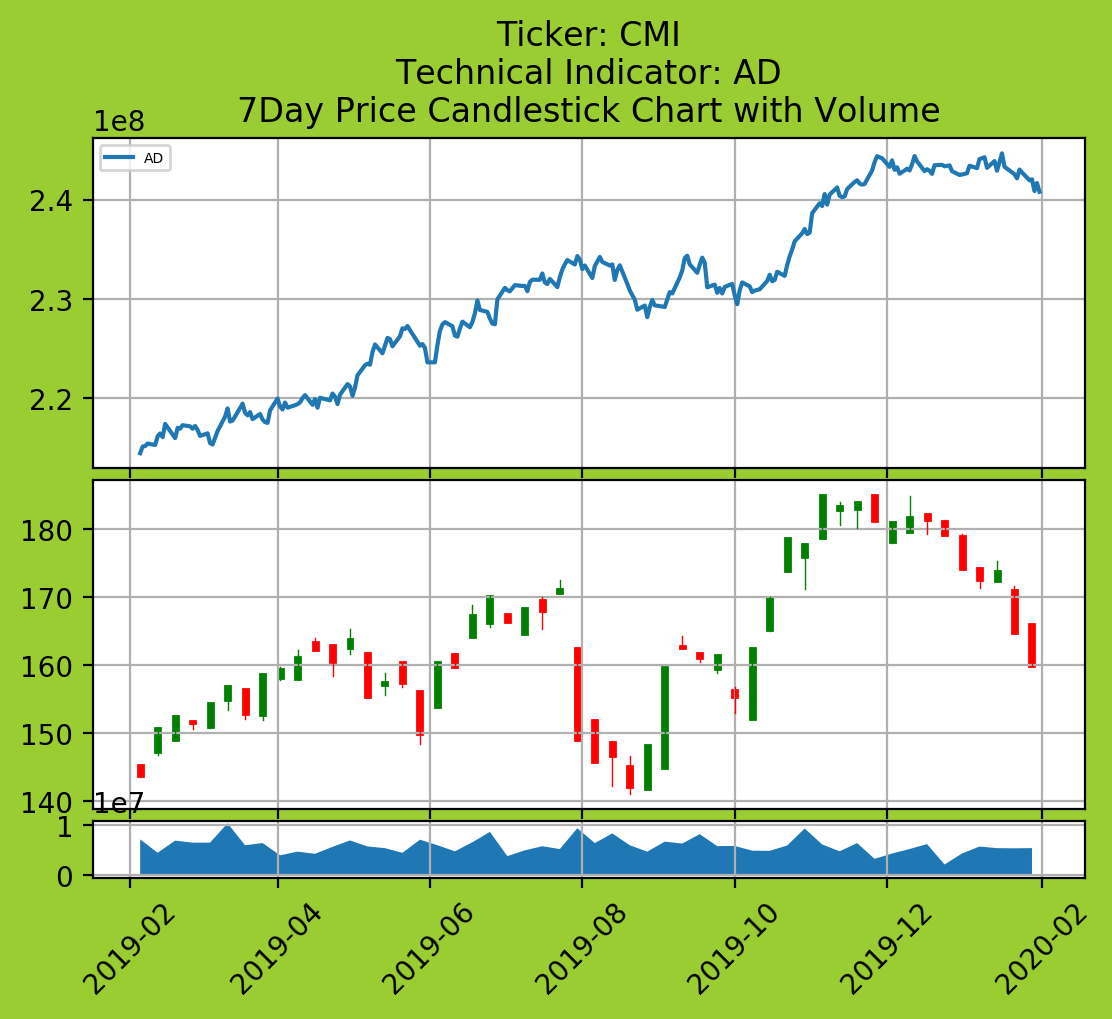 Ticker: CMI
Technical Indicator: AD
7Day Price Candlestick Chart with Volume
1e8
AD
2.4
2.3
2.2
180
170
160
150
140
1e7
1
0
2019-02
2019-04
2019-06
2019-08
2019-10
2019-12
2020-02